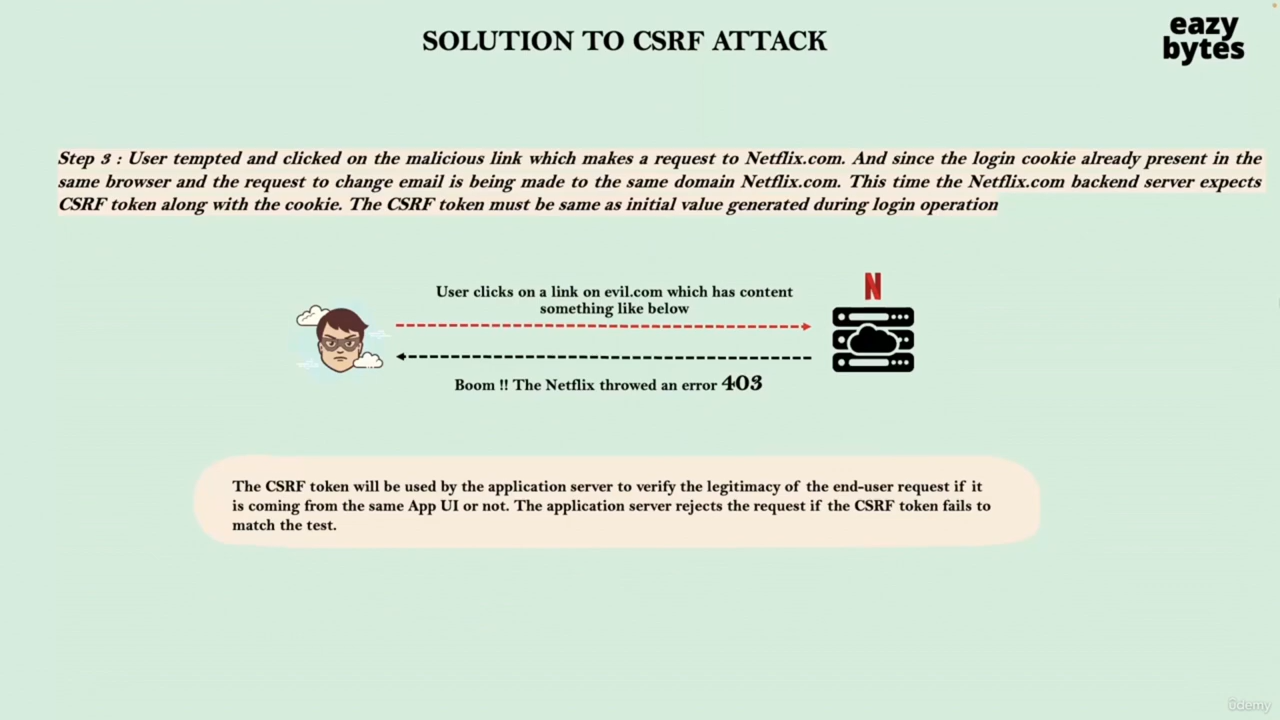 SOLUTION TO CSRF ATTACK
eazy
bytes
Step 3 : User tempted and clicked on the malicious link which makes a request to Netflix.com. And since the login cookie already present in the
same browser and the request to change email is being made to the same domain Netflix.com. This time the Netflix.com backend server expects
CSRF token along with the cookie. The CSRF token must be same as initial value generated during login operation
N
User clicks on a link on evil.com which has content
something like below
Boom !! The Netflix throwed an error 403
The CSRF token will be used by the application server to verify the legitimacy of the end-user request if it
is coming from the same App UI or not. The application server rejects the request if the CSRF token fails to
match the test.
ûdemy